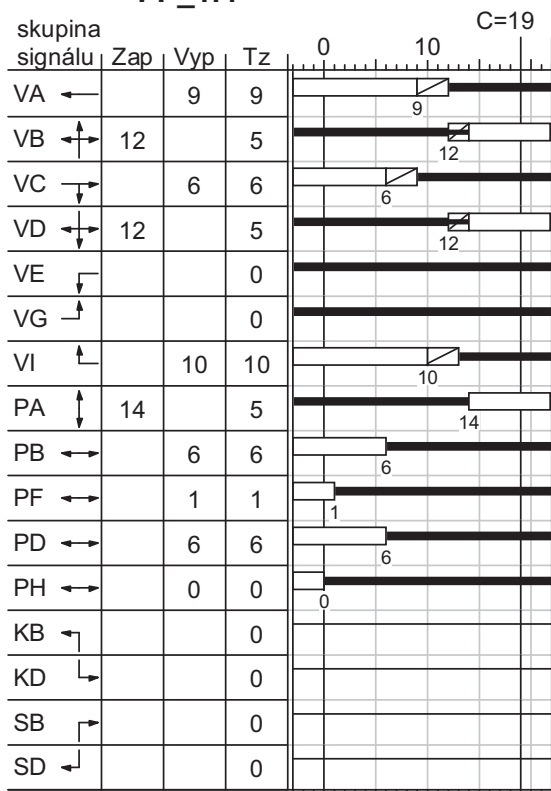 skupina
signálu Zap Vyp Tz 0 10 C=19
VA 9 9 9
VB 12 5 12
VC 6 6 6
VD 12 5 12
VE 0
VG 0
VI 10 10 10
PA 14 5 14
PB 6 6 6
PF 1 1 1
PD 6 6 6
PH 0 0 0
KB 0
KD 0
SB 0
SD 0